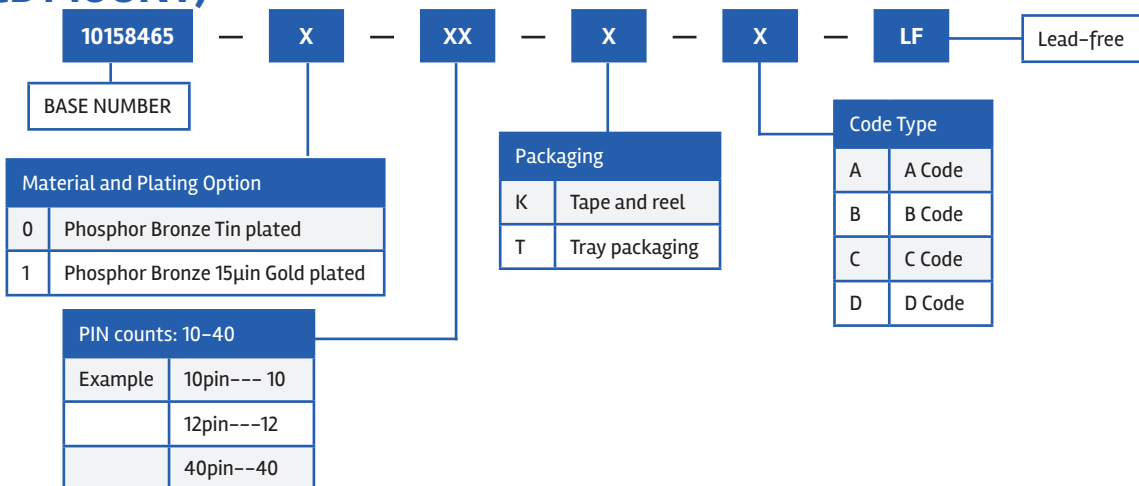 10158465 — X — XX — X — X — LF Lead-free
BASE NUMBER
Material and Plating Option
0 Phosphor Bronze Tin plated
1 Phosphor Bronze 15µin Gold plated
PIN counts: 10-40
Example 10pin--- 10
12pin---12
40pin--40
Packaging
K Tape and reel
T Tray packaging
Code Type
A A Code
B B Code
C C Code
D D Code